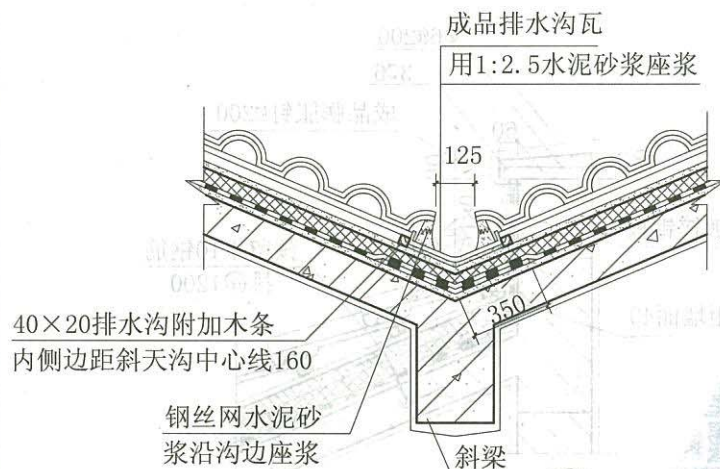 成品排水沟瓦
用1:2.5水泥砂浆座浆
125
350
40×20排水沟附加木条
内侧边距斜天沟中心线160
钢丝网水泥砂
浆沿沟边座浆
斜梁